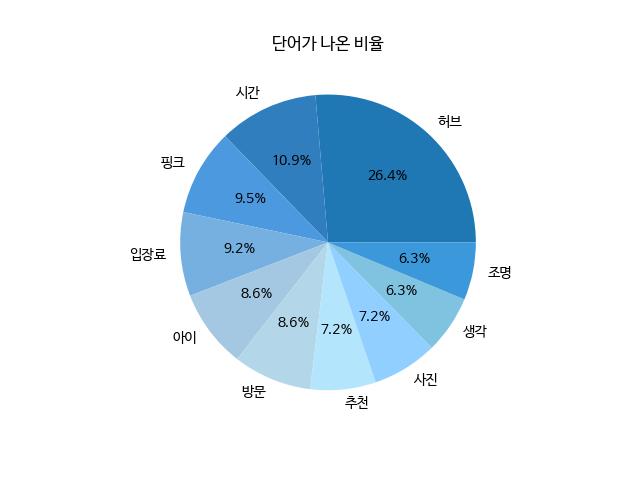 단어가 나온 비율
시간
허브
핑크
입장료
아이
방문
추천
사진
생각
조명
26.4%
10.9%
9.5%
9.2%
8.6%
8.6%
7.2%
7.2%
6.3%
6.3%